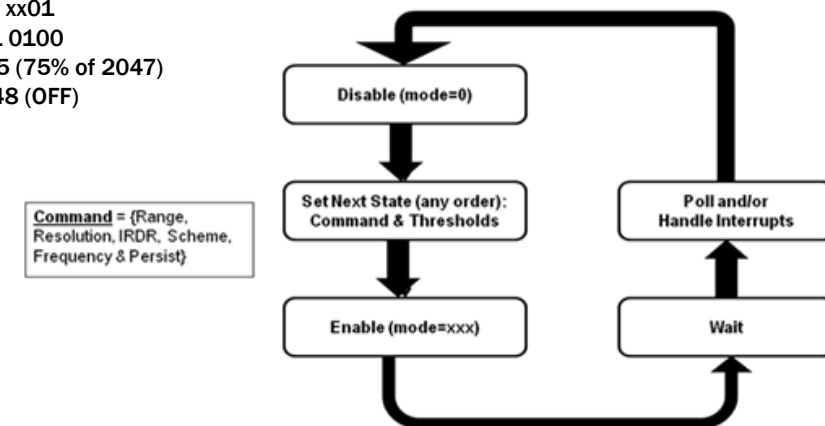 xx01
0100
5 (75% of 2047)
48 (OFF)
Disable (mode=0)
Set Next State (any order):
Command & Thresholds
Enable (mode=xxx)
Command = {Range,
Resolution, IRDR, Scheme,
Frequency & Persist}
Poll and/or
Handle Interrupts
Wait